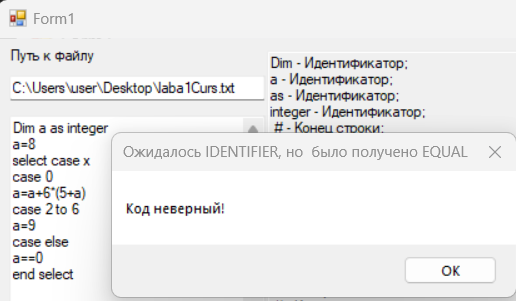 Form1
Путь к файлу
C:\Users\user\Desktop\laba1Curs.txt
Dim a as integer
a=8
select case x
case 0
a=a+6*(5+a)
case 2 to 6
a=9
case else
a==0
end select
Dim - Идентификатор;
a - Идентификатор;
as - Идентификатор;
integer - Идентификатор;
# - Конец строки;
Ожидалось IDENTIFIER, но было получено EQUAL
Код неверный!
OK